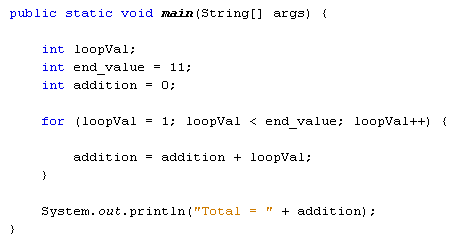 public static void main(String[] args) {
int loopVal;
int end_value = 11;
int addition = 0;
for (loopVal = 1; loopVal < end_value; loopVal++) {
addition = addition + loopVal;
}
System.out.println("Total = " + addition);
}